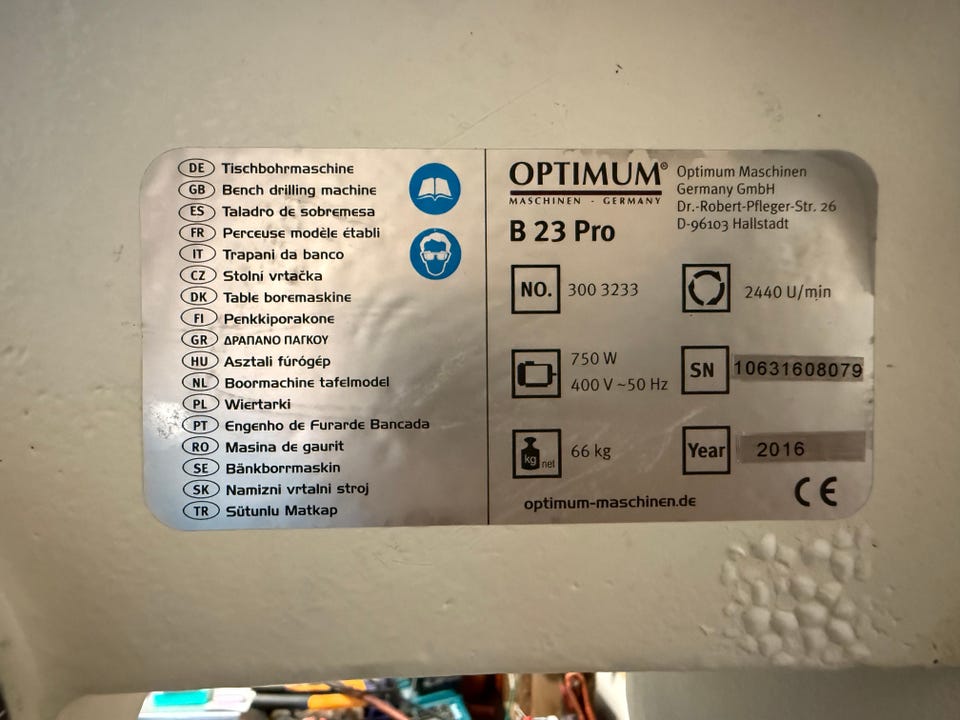 DE Tischbohrmaschine
GB Bench drilling machine
ES Taladro de sobremesa
FR Perceuse modèle établi
IT Trapani da banco
CZ Stolní vrtačka
DK Table boremaskine
FI Penkkiporakone
GR ΔΡΑΠΑΝΟ ΠΑΓΚΟΥ
HU Asztali fúrógép
NL Boormachine tafelmodel
PL Wiertarki
PT Engenho de Furarde Bancada
RO Masina de gaurit
SE Bänkborrmaskin
SK Namizni vrtalni stroj
TR Sütunlu Matkap
OPTIMUM®
MASCHINEN - GERMANY
Optimum Maschinen
Germany GmbH
Dr.-Robert-Pfleger-Str. 26
D-96103 Hallstadt
B 23 Pro
NO. 300 3233
2440 U/min
750 W
400 V ~50 Hz
SN 10631608079
kg net 66 kg
Year 2016
optimum-maschinen.de
CE